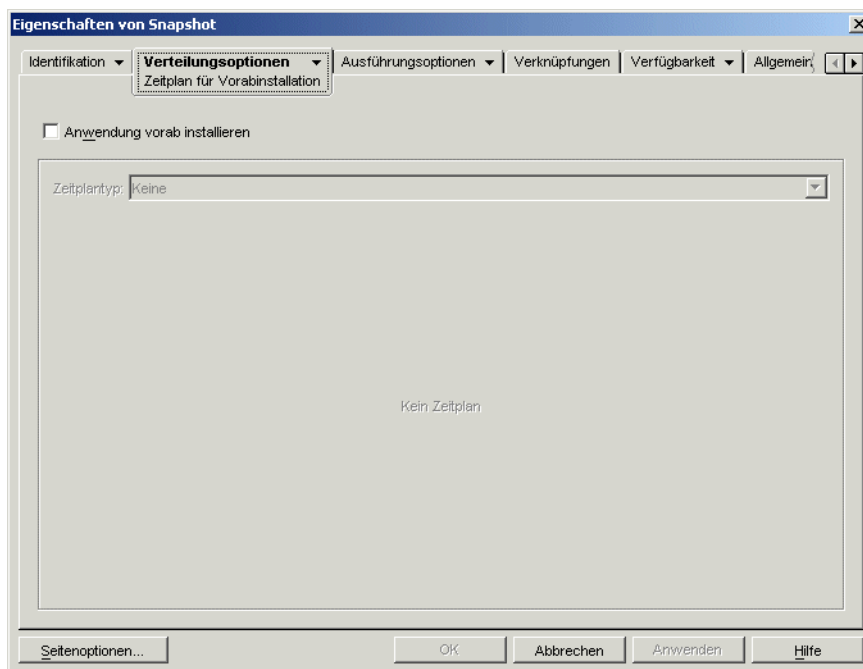 Eigenschaften von Snapshot
Identifikation
Verteilungsoptionen
Zeitplan für Vorabinstallation
Ausführungsoptionen
Verknüpfungen
Verfügbarkeit
Allgemein
Anwendung vorab installieren
Zeitplantyp: Keine
Kein Zeitplan
Seitenoptionen...
OK
Abbrechen
Anwenden
Hilfe